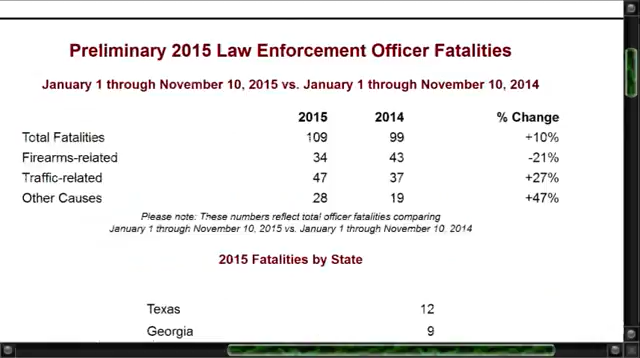 Preliminary 2015 Law Enforcement Officer Fatalities
January 1 through November 10, 2015 vs. January 1 through November 10, 2014
2015 2014 % Change
Total Fatalities 109 99 +10%
Firearms-related 34 43 -21%
Traffic-related 47 37 +27%
Other Causes 28 19 +47%
Please note: These numbers reflect total officer fatalities comparing
January 1 through November 10, 2015 vs. January 1 through November 10, 2014
2015 Fatalities by State
Texas 12
Georgia 9